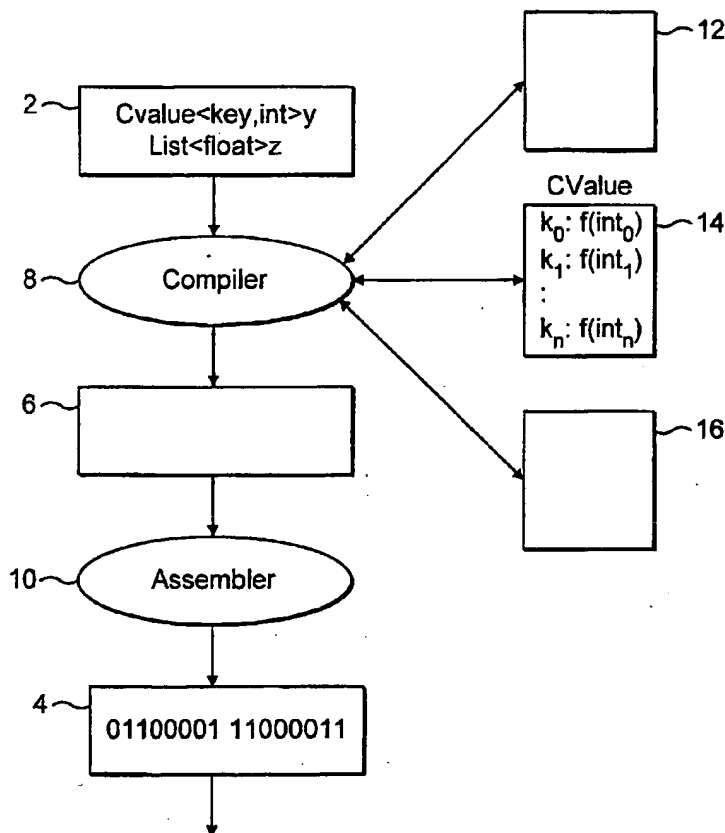 12
2
Cvalue<key,int>y
List<float>z
CValue
14
k₀: f(int₀)
k₁: f(int₁)
:
kₙ: f(intₙ)
8
Compiler
6
16
10
Assembler
4
01100001 11000011